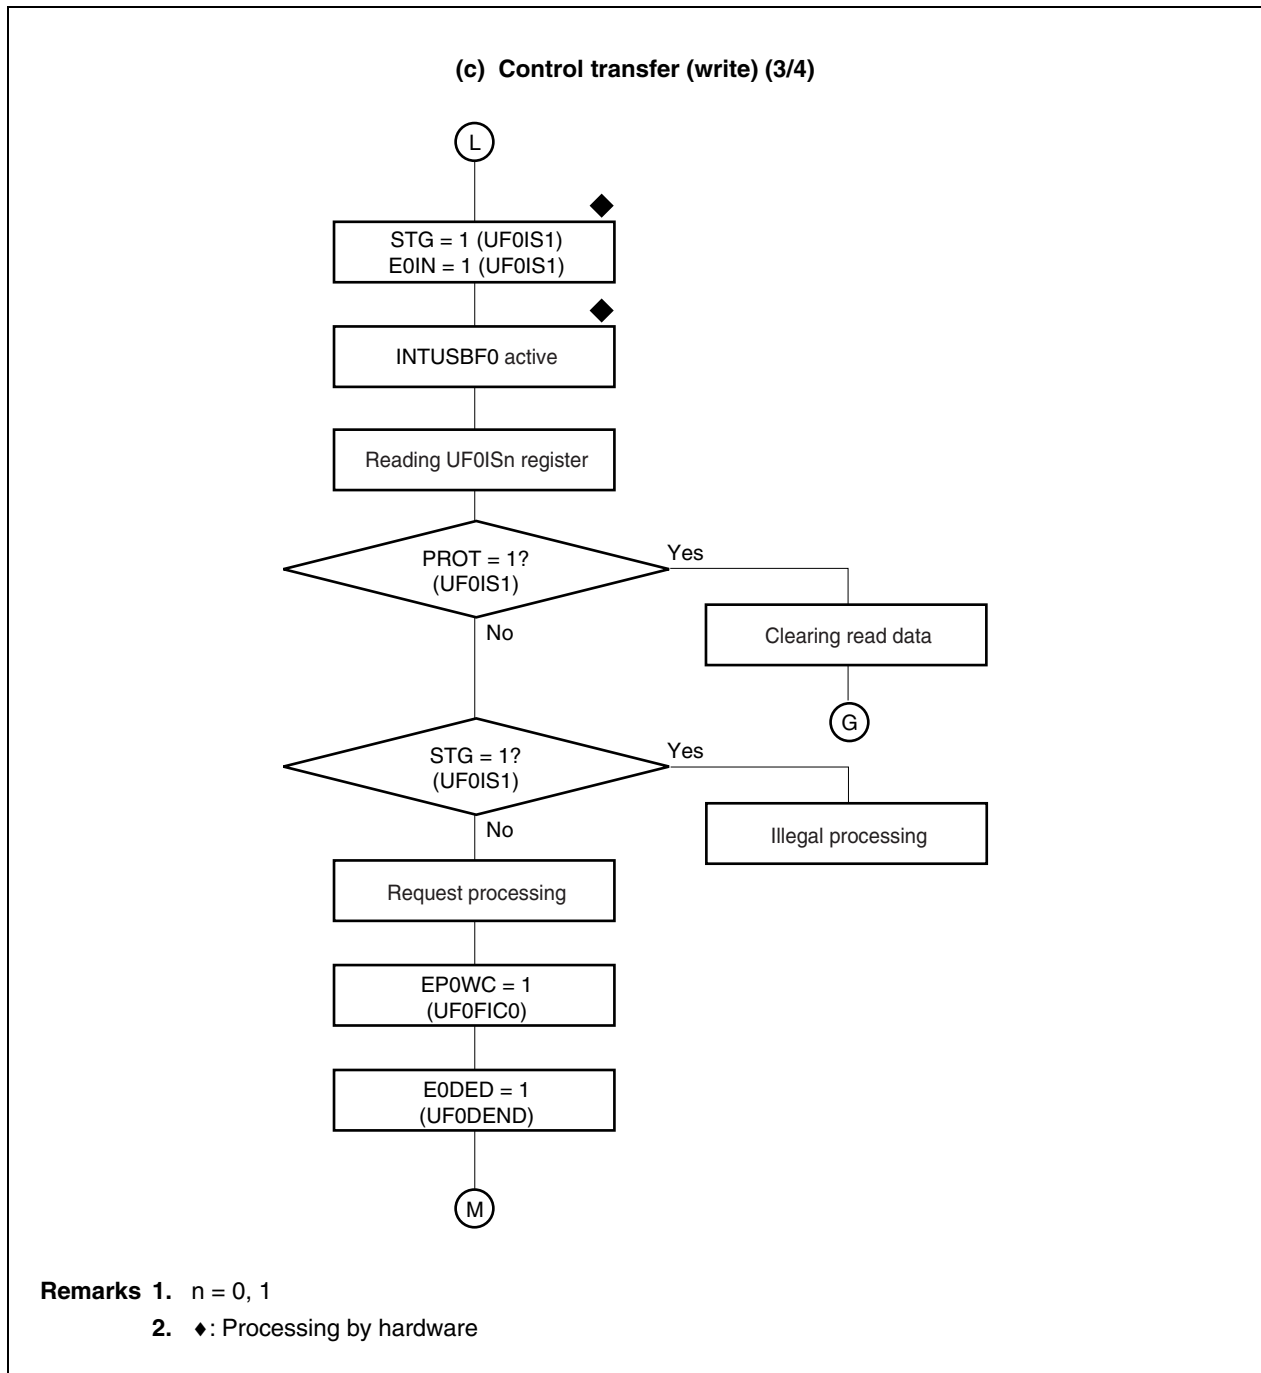 (c) Control transfer (write) (3/4)
L
STG = 1 (UF0IS1)
E0IN = 1 (UF0IS1)
INTUSBF0 active
Reading UF0ISn register
PROT = 1?
(UF0IS1)
Yes
No
Clearing read data
G
STG = 1?
(UF0IS1)
Yes
No
Illegal processing
Request processing
EP0WC = 1
(UF0FIC0)
E0DED = 1
(UF0DEND)
M
Remarks 1. n = 0, 1
2. ♦: Processing by hardware